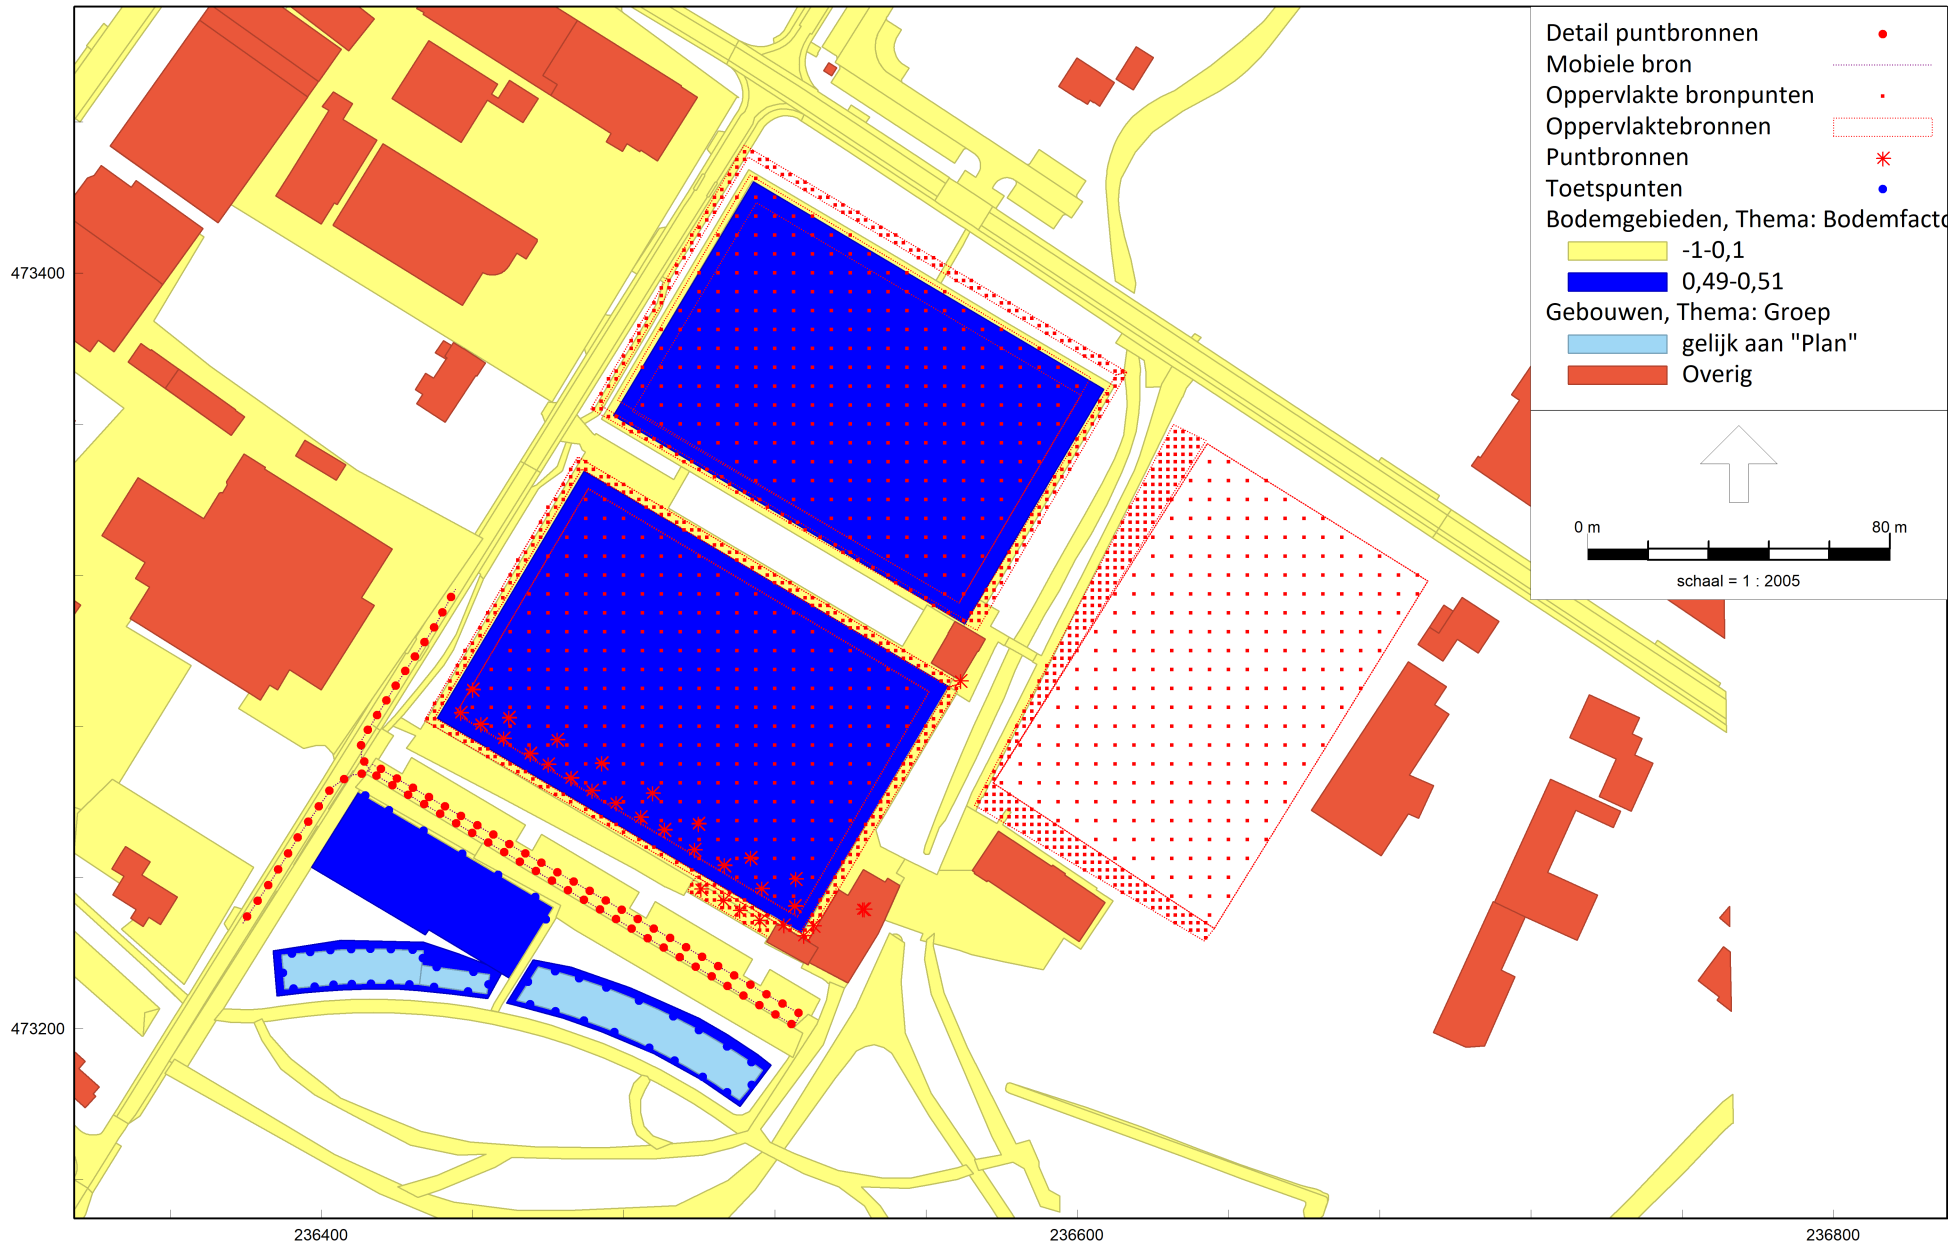 Detail puntbronnen
Mobiele bron
Oppervlakte bronpunten
Oppervlaktebronnen
Puntbronnen
Toetspunten
Bodemgebieden, Thema: Bodemfacto
-1-0,1
0,49-0,51
Gebouwen, Thema: Groep
gelijk aan "Plan"
Overig
0 m 80 m
schaal = 1 : 2005
473400
473200
236400 236600 236800